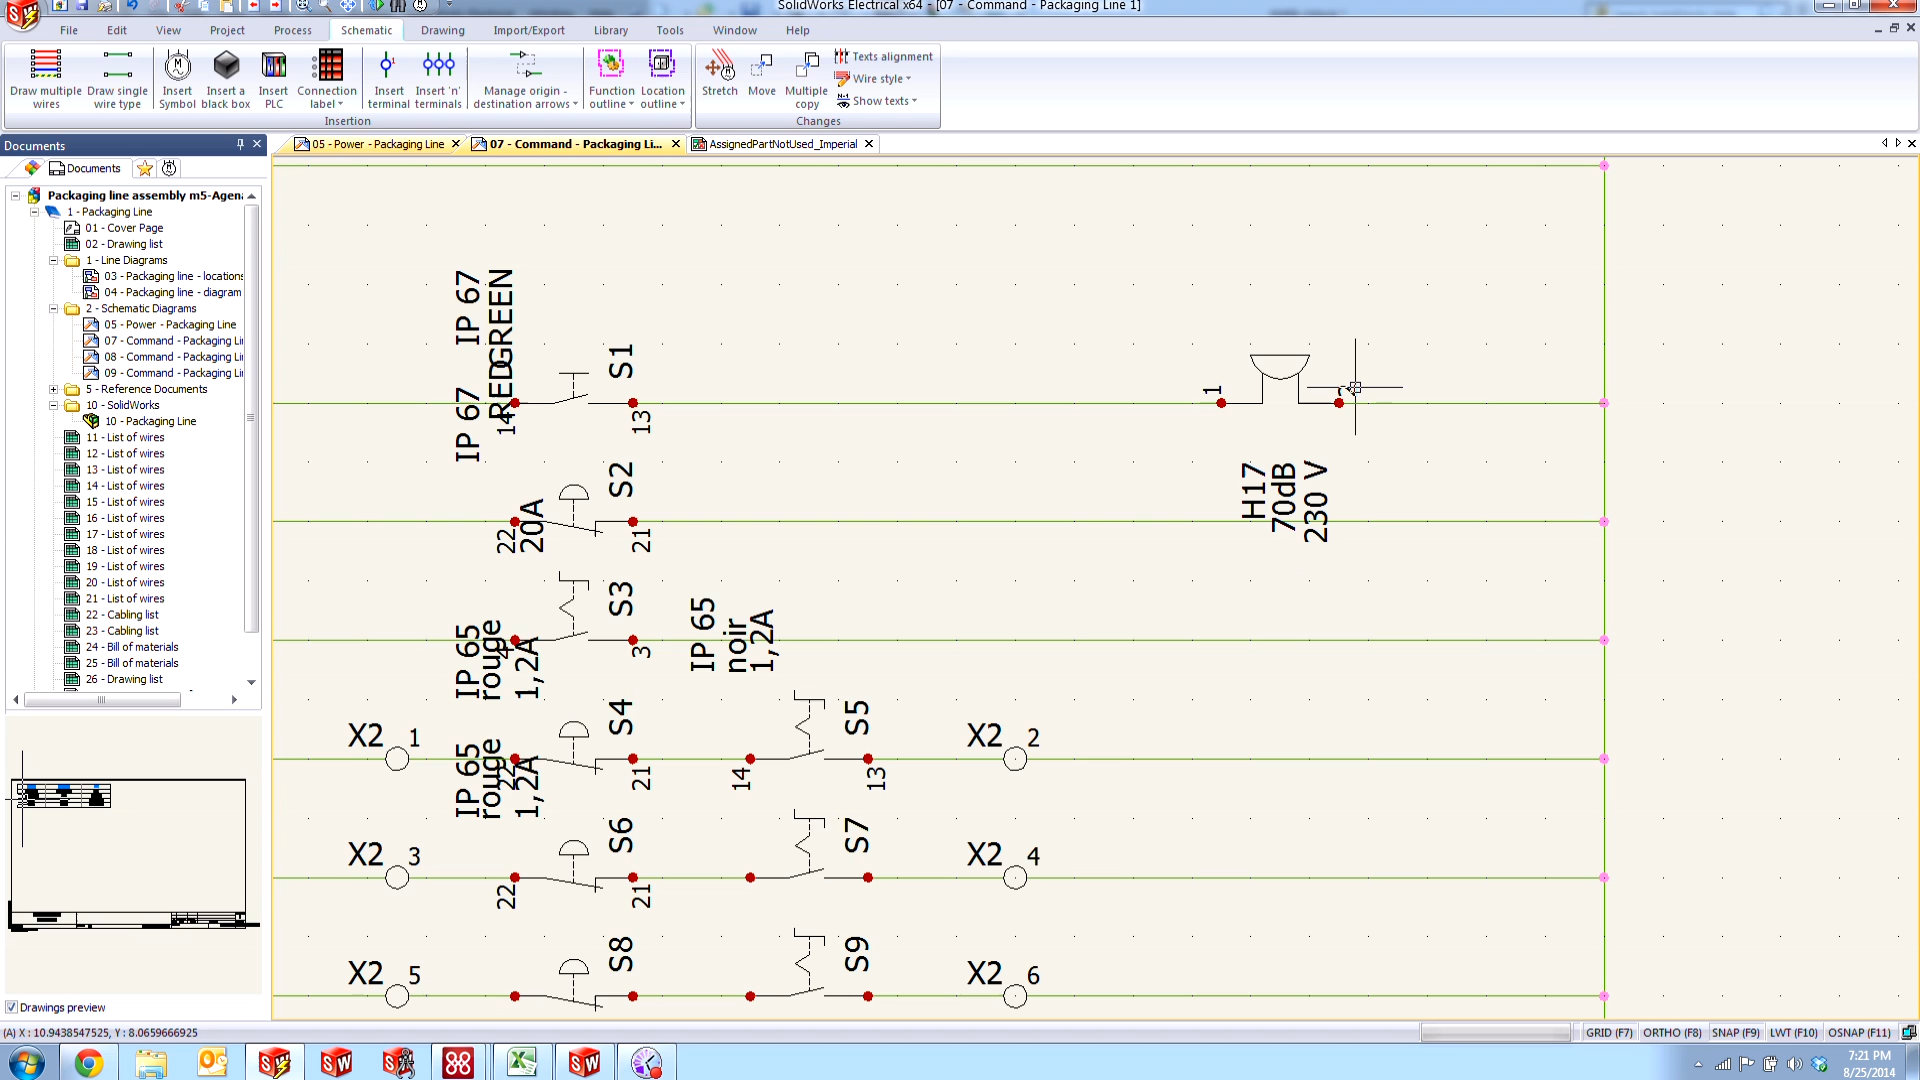 SolidWorks Electrical x64 - [07 - Command - Packaging Line 1]
File Edit View Project Process Schematic Drawing Import/Export Library Tools Window Help
Draw multiple wires
Draw single wire type
Insert Symbol
Insert a black box
Insert PLC
Connection label
Insert terminal
Insert 'n' terminals
Manage origin - destination arrows
Function outline
Location outline
Insertion
Stretch
Move
Multiple copy
Texts alignment
Wire style
Show texts
Changes
Documents
Documents
05 - Power - Packaging Line
07 - Command - Packaging Li...
AssignedPartNotUsed_Imperial
Packaging line assembly m5-Agen
1 - Packaging Line
01 - Cover Page
02 - Drawing list
1 - Line Diagrams
03 - Packaging line - locations
04 - Packaging line - diagram
2 - Schematic Diagrams
05 - Power - Packaging Line
07 - Command - Packaging Li
08 - Command - Packaging Li
09 - Command - Packaging Li
5 - Reference Documents
10 - SolidWorks
10 - Packaging Line
11 - List of wires
12 - List of wires
13 - List of wires
14 - List of wires
15 - List of wires
16 - List of wires
17 - List of wires
18 - List of wires
19 - List of wires
20 - List of wires
21 - List of wires
22 - Cabling list
23 - Cabling list
24 - Bill of materials
25 - Bill of materials
26 - Drawing list
Drawings preview
IP 67
IP 67
RED
GREEN
S1
14
13
1
H17
70dB
230 V
S2
20A
22
21
S3
IP 65
rouge
1,2A
4
3
IP 65
noir
1,2A
X2 1
S4
S5
X2 2
IP 65
rouge
1,2A
22
21
14
13
X2 3
S6
S7
X2 4
22
21
X2 5
S8
S9
X2 6
(A) X : 10.9438547525, Y : 8.0659666925
GRID (F7) ORTHO (F8) SNAP (F9) LWT (F10) OSNAP (F11)
7:21 PM
8/25/2014